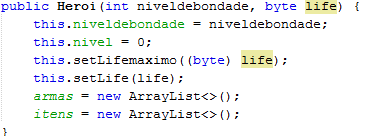 public Heroi(int niveldebondade, byte life) {
this.niveldebondade = niveldebondade;
this.nivel = 0;
this.setLifemaximo((byte) life);
this.setLife(life);
armas = new ArrayList<>();
itens = new ArrayList<>();
}